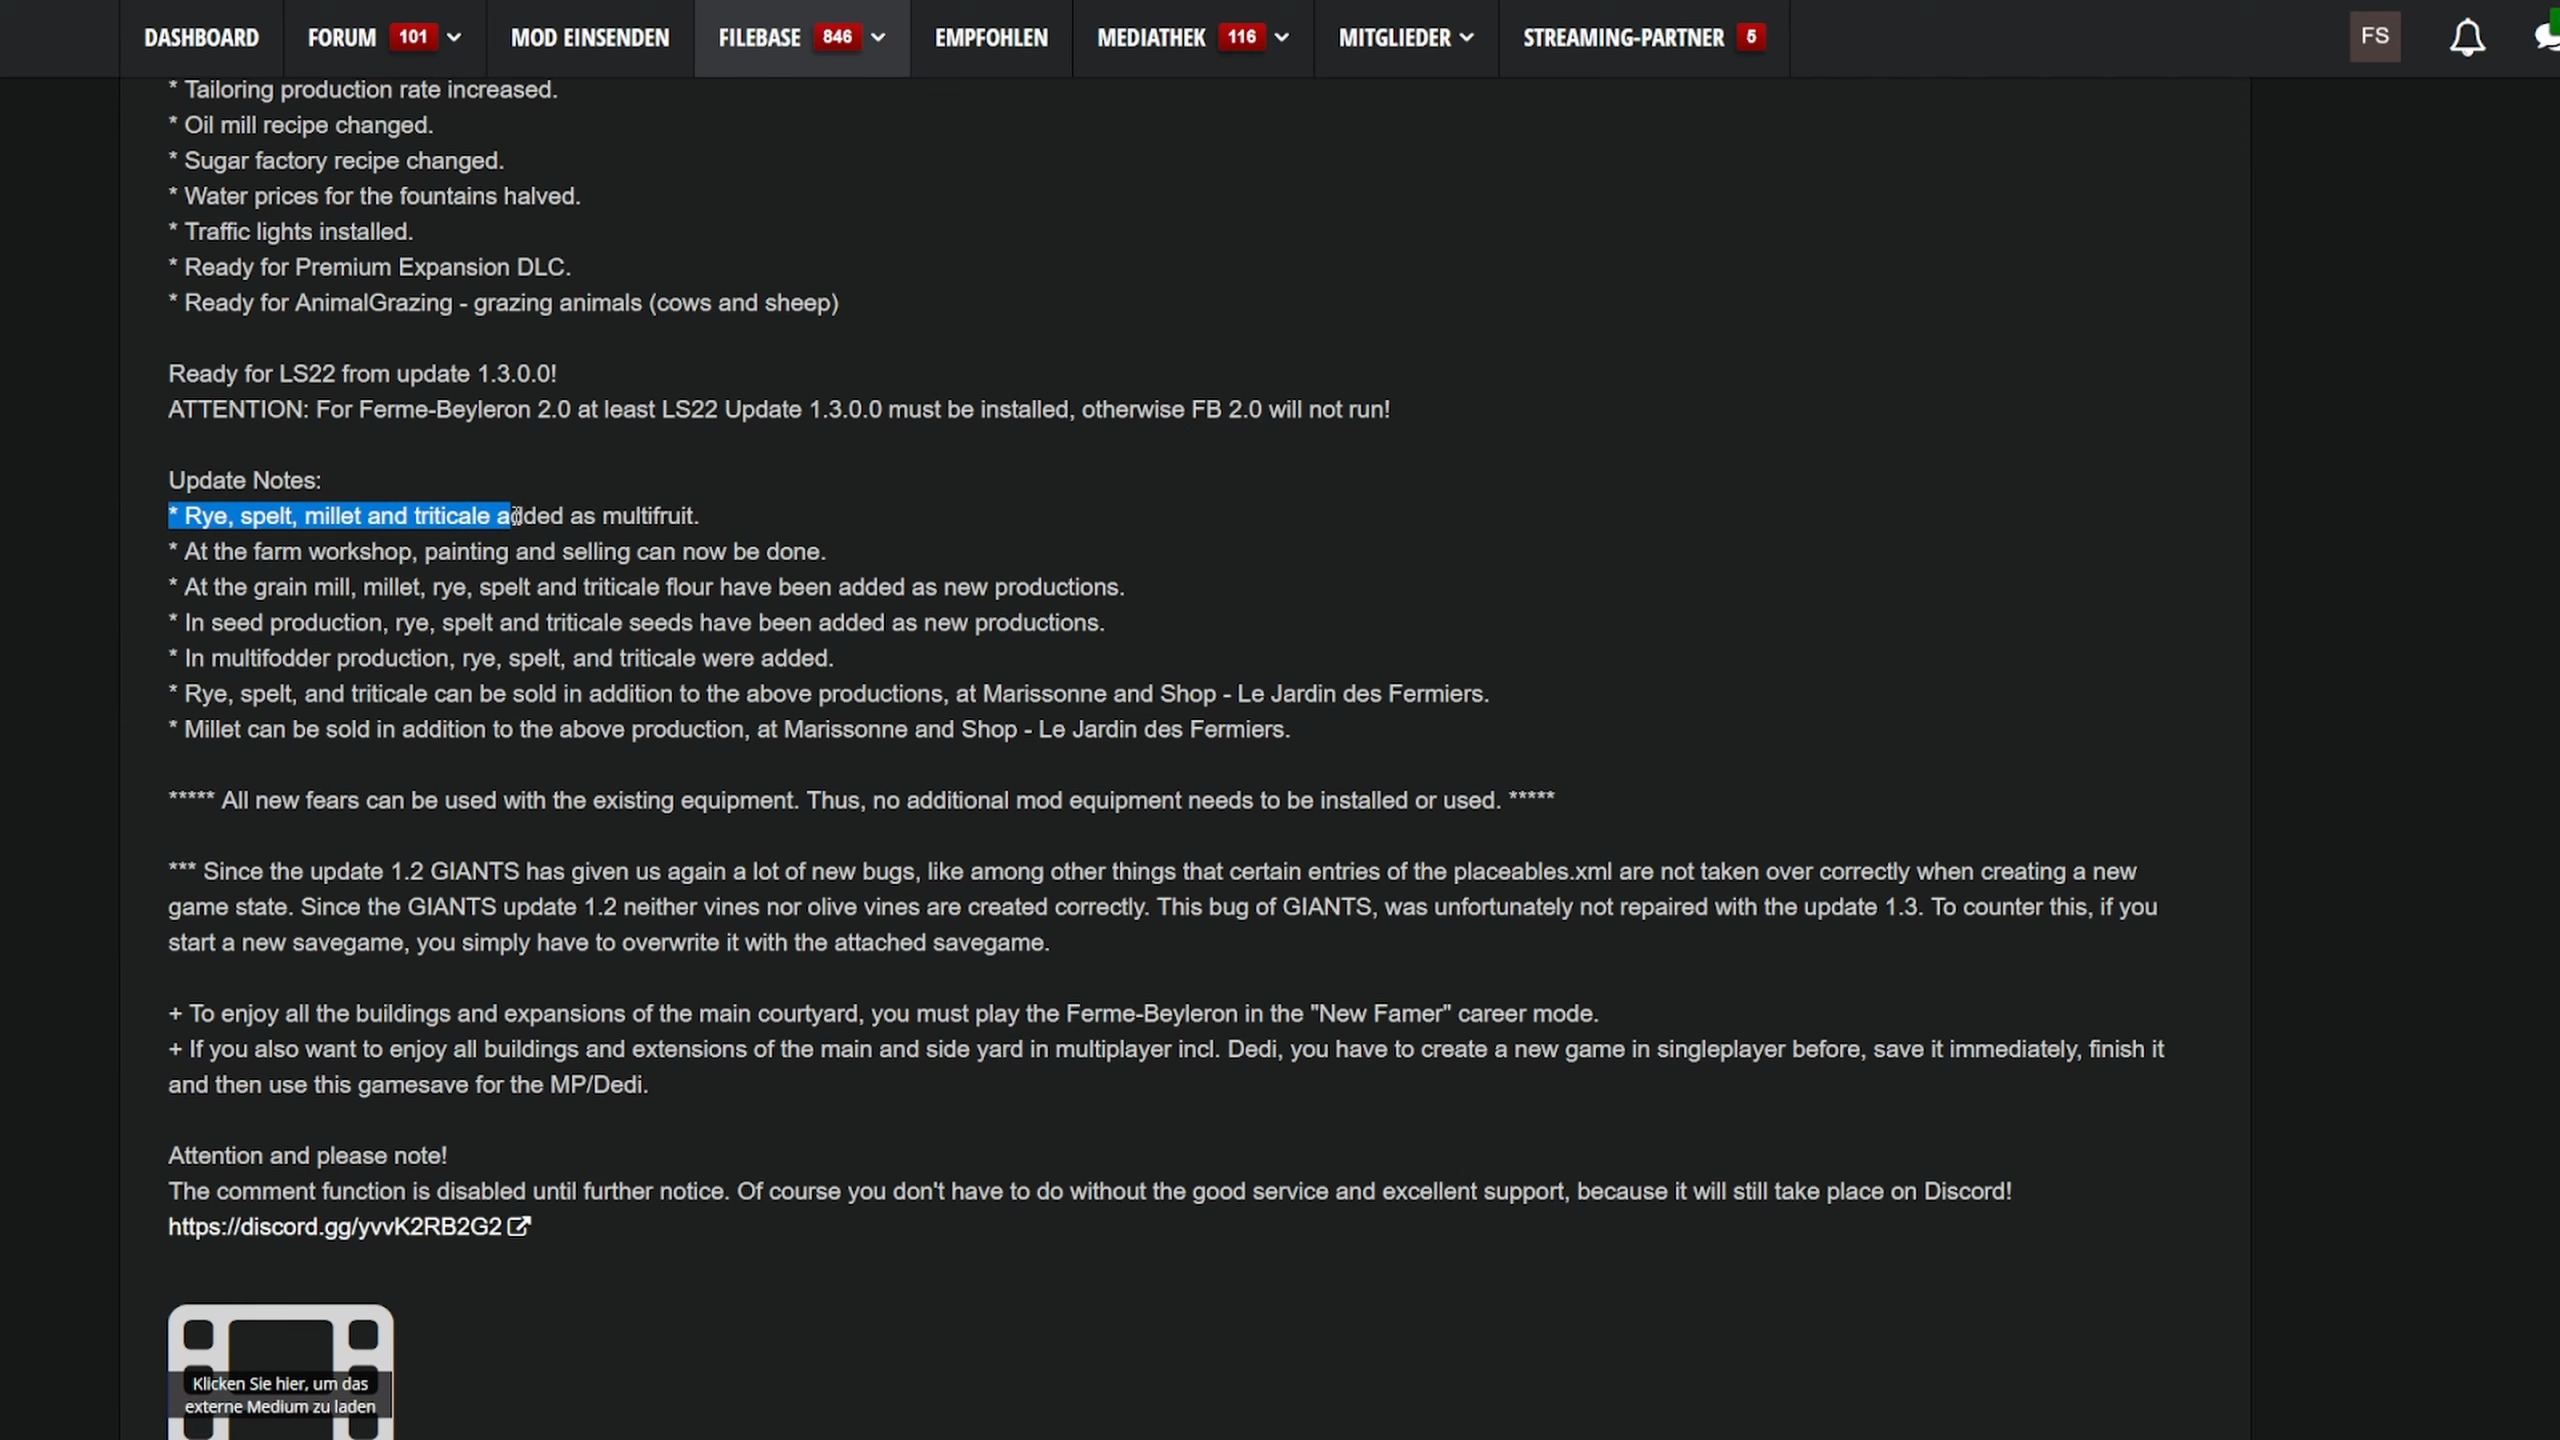 DASHBOARD FORUM 101 MOD EINSENDEN FILEBASE 846 EMPFOHLEN MEDIATHEK 116 MITGLIEDER STREAMING-PARTNER 5 FS
* Tailoring production rate increased.
* Oil mill recipe changed.
* Sugar factory recipe changed.
* Water prices for the fountains halved.
* Traffic lights installed.
* Ready for Premium Expansion DLC.
* Ready for AnimalGrazing - grazing animals (cows and sheep)
Ready for LS22 from update 1.3.0.0!
ATTENTION: For Ferme-Beyleron 2.0 at least LS22 Update 1.3.0.0 must be installed, otherwise FB 2.0 will not run!
Update Notes:
* Rye, spelt, millet and triticale added as multifruit.
* At the farm workshop, painting and selling can now be done.
* At the grain mill, millet, rye, spelt and triticale flour have been added as new productions.
* In seed production, rye, spelt and triticale seeds have been added as new productions.
* In multifodder production, rye, spelt, and triticale were added.
* Rye, spelt, and triticale can be sold in addition to the above productions, at Marissonne and Shop - Le Jardin des Fermiers.
* Millet can be sold in addition to the above production, at Marissonne and Shop - Le Jardin des Fermiers.
***** All new fears can be used with the existing equipment. Thus, no additional mod equipment needs to be installed or used. *****
*** Since the update 1.2 GIANTS has given us again a lot of new bugs, like among other things that certain entries of the placeables.xml are not taken over correctly when creating a new
game state. Since the GIANTS update 1.2 neither vines nor olive vines are created correctly. This bug of GIANTS, was unfortunately not repaired with the update 1.3. To counter this, if you
start a new savegame, you simply have to overwrite it with the attached savegame.
+ To enjoy all the buildings and expansions of the main courtyard, you must play the Ferme-Beyleron in the "New Famer" career mode.
+ If you also want to enjoy all buildings and extensions of the main and side yard in multiplayer incl. Dedi, you have to create a new game in singleplayer before, save it immediately, finish it
and then use this gamesave for the MP/Dedi.
Attention and please note!
The comment function is disabled until further notice. Of course you don't have to do without the good service and excellent support, because it will still take place on Discord!
https://discord.gg/yvvK2RB2G2
Klicken Sie hier, um das
externe Medium zu laden